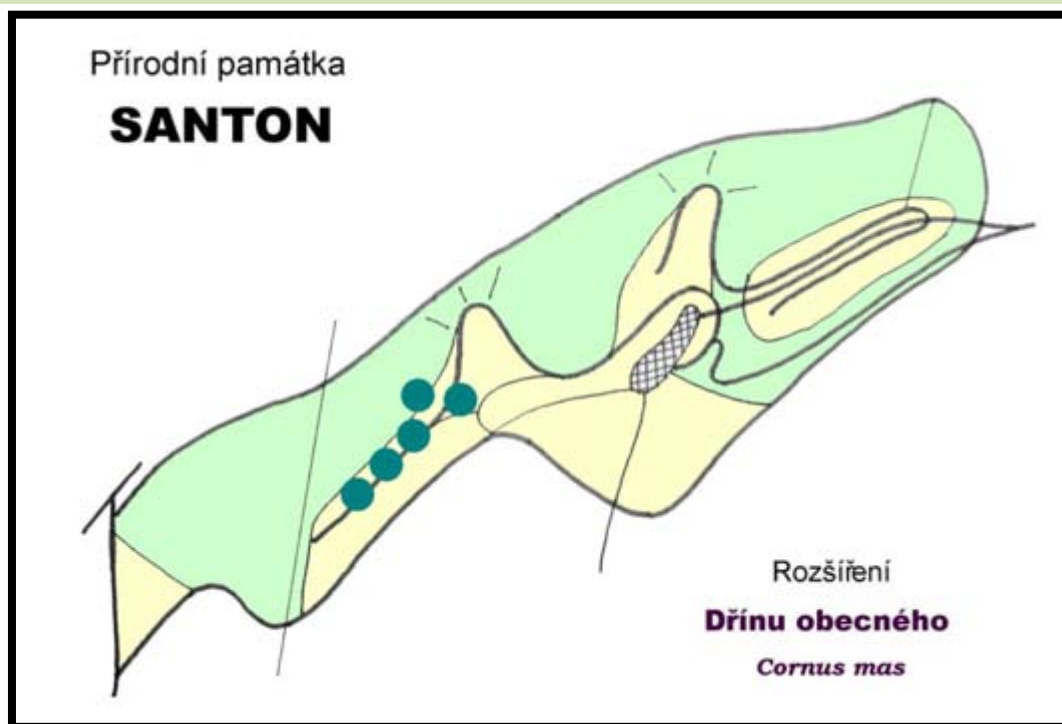 Přírodní památka
SANTON
Rozšíření
Dřínu obecného
Cornus mas